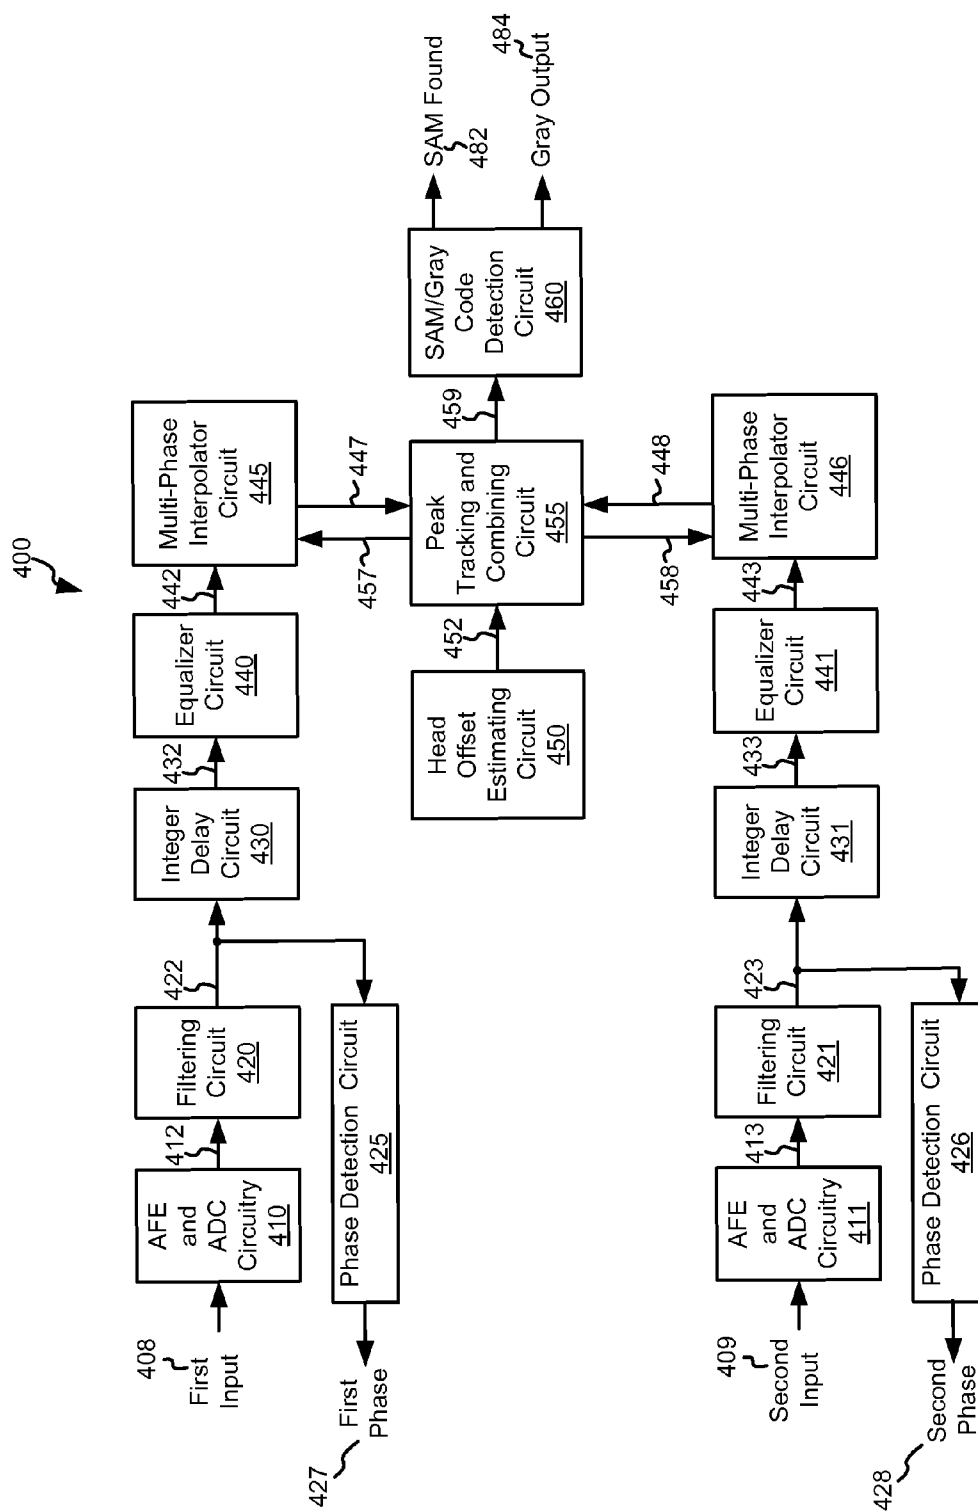 400
408
First
Input
AFE
and
ADC
Circuitry
410
412
Filtering
Circuit
420
422
Integer
Delay
Circuit
430
432
Equalizer
Circuit
440
442
Multi-Phase
Interpolator
Circuit
445
427
First
Phase
Phase Detection Circuit
425
457
447
Head
Offset
Estimating
Circuit
450
452
Peak
Tracking and
Combining
Circuit
455
459
SAM/Gray
Code
Detection
Circuit
460
SAM Found
482
Gray Output
484
458
448
409
Second
Input
AFE
and
ADC
Circuitry
411
413
Filtering
Circuit
421
423
Integer
Delay
Circuit
431
433
Equalizer
Circuit
441
443
Multi-Phase
Interpolator
Circuit
446
428
Second
Phase
Phase Detection Circuit
426